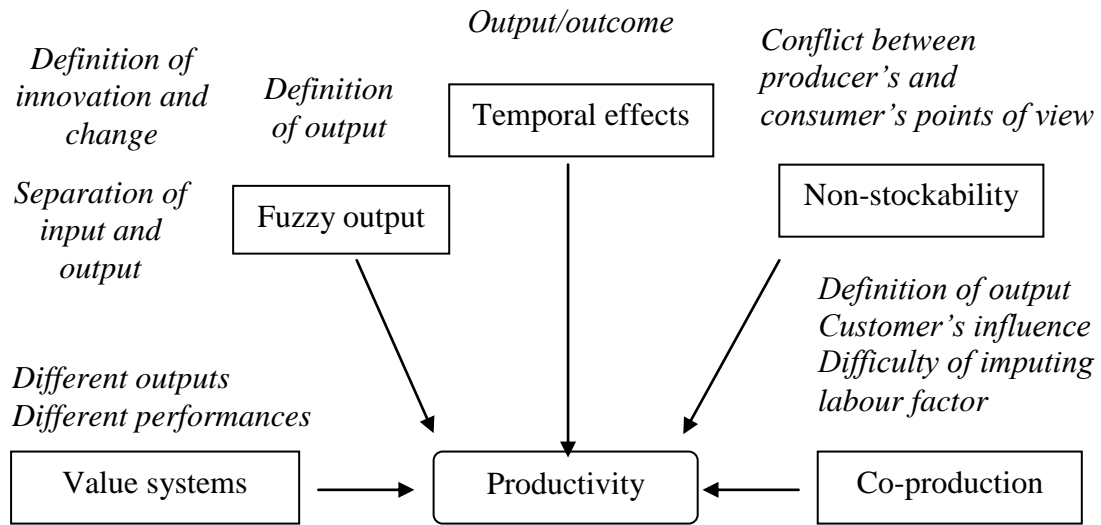 Output/outcome
Definition of
innovation and
change
Definition
of output
Temporal effects
Conflict between
producer’s and
consumer’s points of view
Separation of
input and
output
Fuzzy output
Non-stockability
Definition of output
Customer’s influence
Difficulty of imputing
labour factor
Different outputs
Different performances
Value systems
Productivity
Co-production